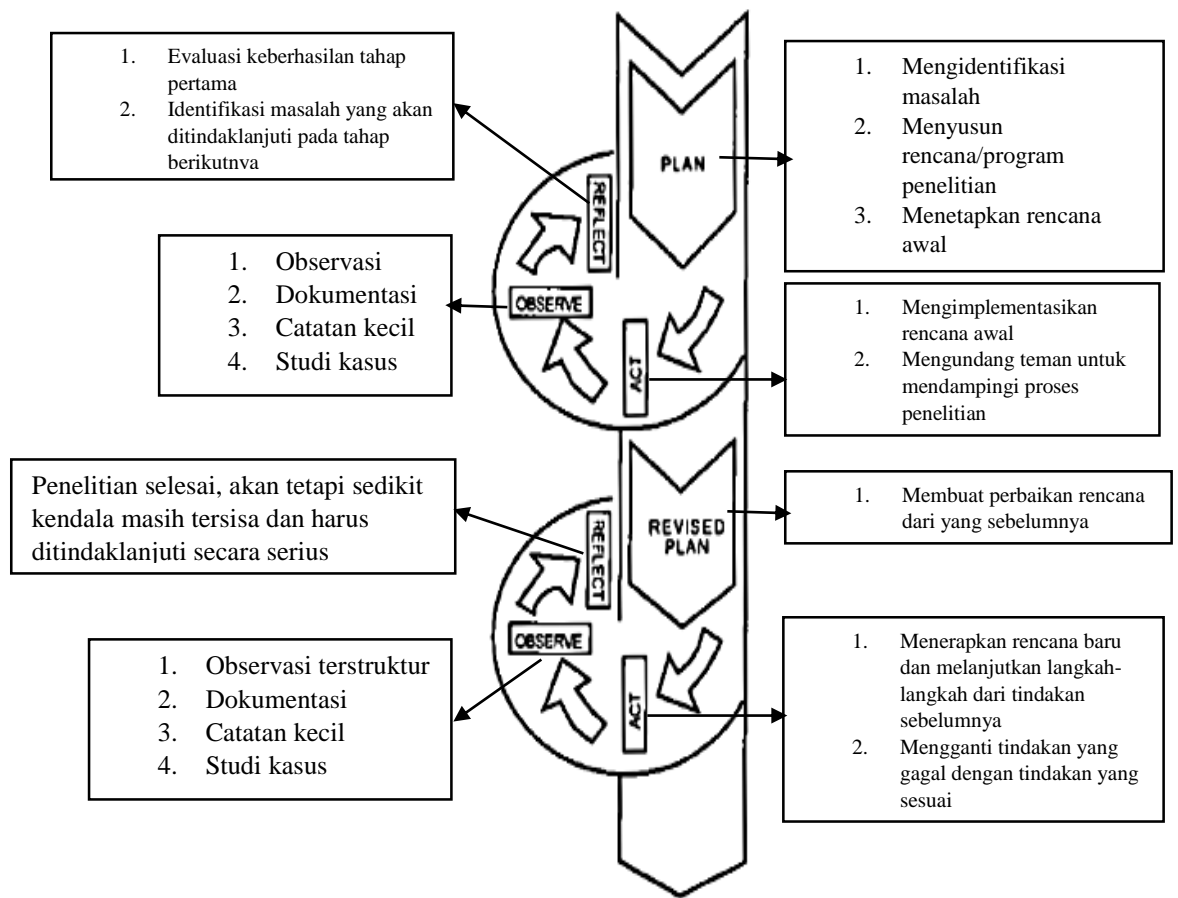 1. Evaluasi keberhasilan tahap
pertama
2. Identifikasi masalah yang akan
ditindaklanjuti pada tahap
berikutnya
PLAN
1. Mengidentifikasi
masalah
2. Menyusun
rencana/program
penelitian
3. Menetapkan rencana
awal
REFLECT
1. Observasi
2. Dokumentasi
3. Catatan kecil
4. Studi kasus
OBSERVE
ACT
1. Mengimplementasikan
rencana awal
2. Mengundang teman untuk
mendampingi proses
penelitian
Penelitian selesai, akan tetapi sedikit
kendala masih tersisa dan harus
ditindaklanjuti secara serius
REFLECT
REVISED
PLAN
1. Membuat perbaikan rencana
dari yang sebelumnya
OBSERVE
1. Observasi terstruktur
2. Dokumentasi
3. Catatan kecil
4. Studi kasus
ACT
1. Menerapkan rencana baru
dan melanjutkan langkah-
langkah dari tindakan
sebelumnya
2. Mengganti tindakan yang
gagal dengan tindakan yang
sesuai